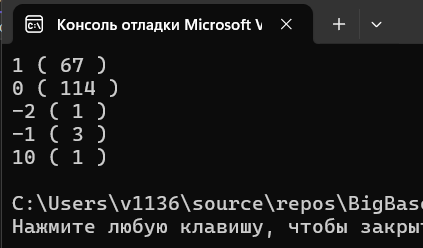 Консоль отладки Microsoft V
1 ( 67 )
0 ( 114 )
-2 ( 1 )
-1 ( 3 )
10 ( 1 )
C:\Users\v1136\source\repos\BigBas
Нажмите любую клавишу, чтобы закры